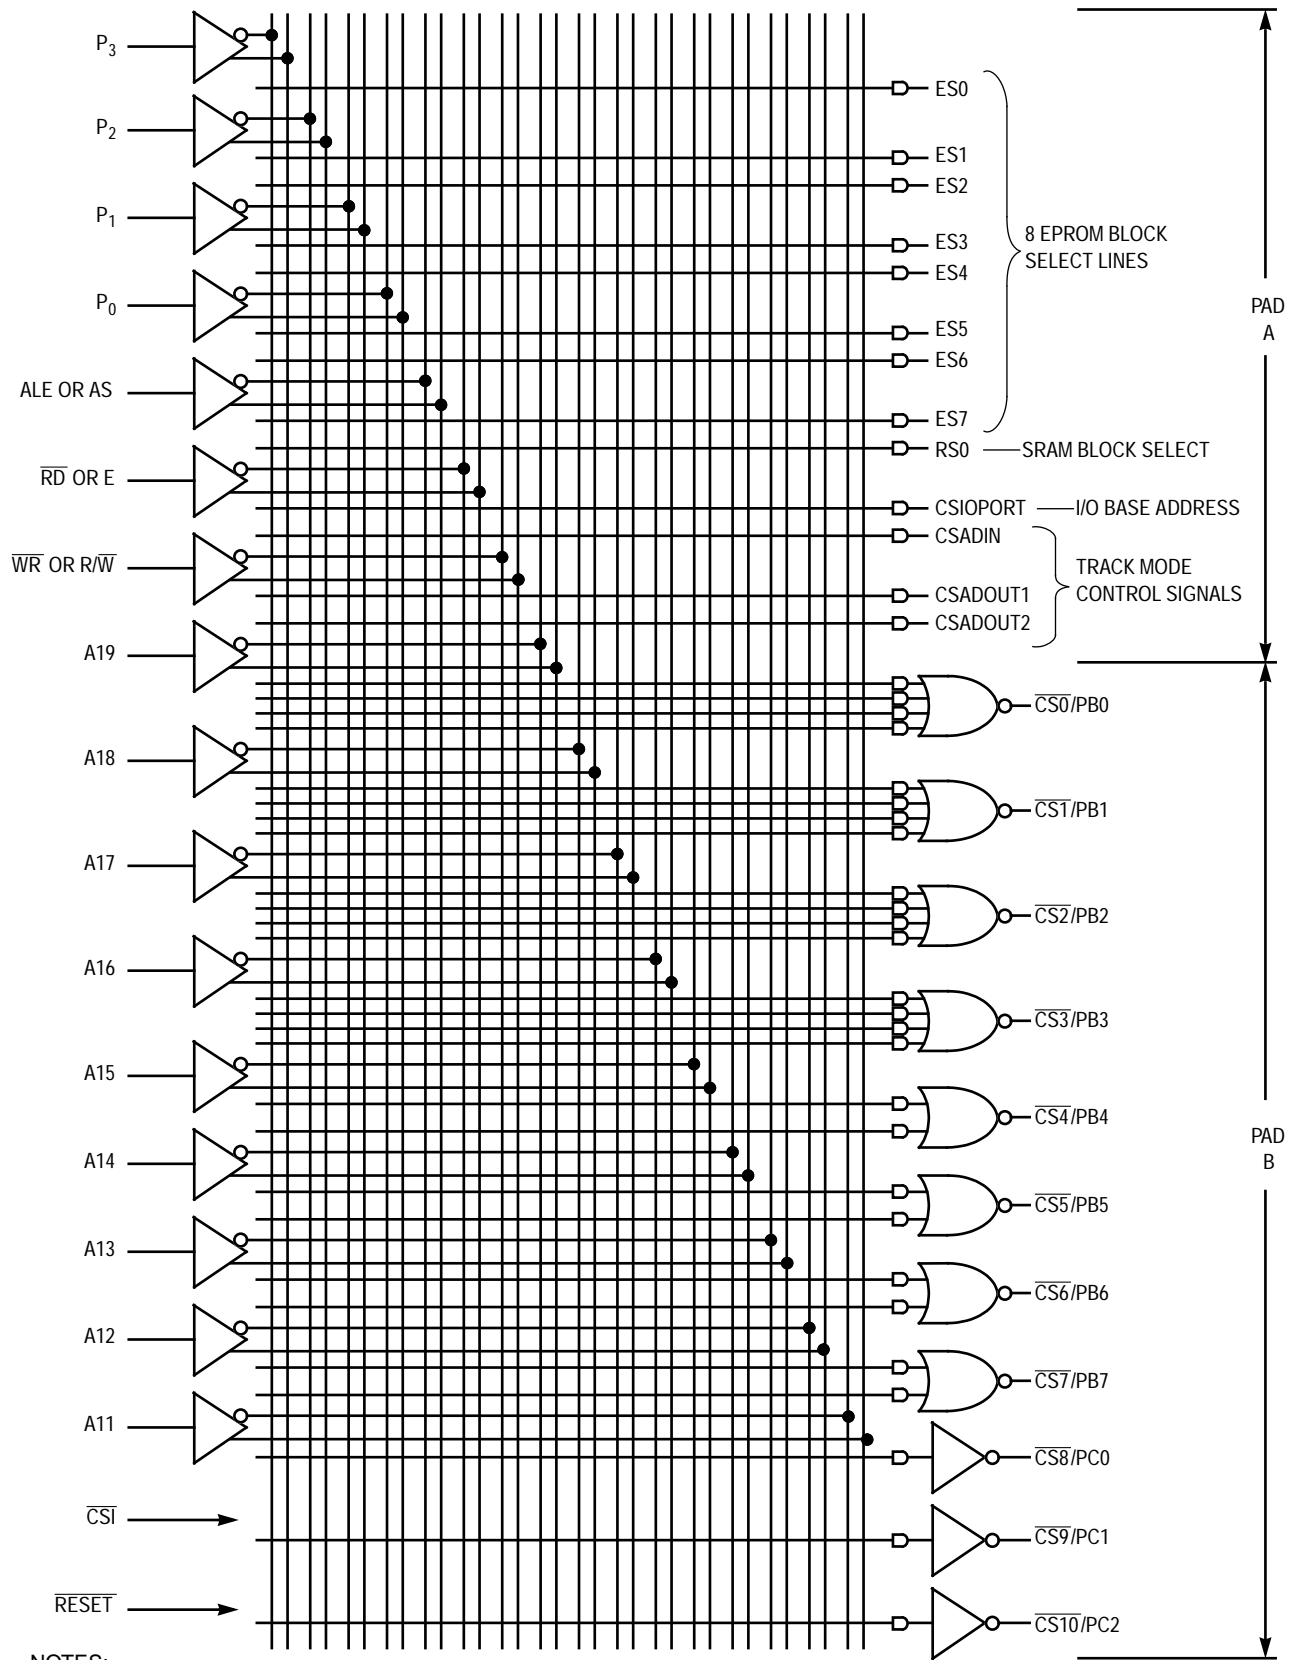 P3
P2
P1
P0
ALE OR AS
RD OR E
WR OR R/W
A19
A18
A17
A16
A15
A14
A13
A12
A11
CSI
RESET
NOTES:
ES0
ES1
ES2
ES3
ES4
ES5
ES6
ES7
8 EPROM BLOCK
SELECT LINES
RS0 SRAM BLOCK SELECT
CSIOPORT I/O BASE ADDRESS
CSADIN
CSADOUT1
CSADOUT2
TRACK MODE
CONTROL SIGNALS
CS0/PB0
CS1/PB1
CS2/PB2
CS3/PB3
CS4/PB4
CS5/PB5
CS6/PB6
CS7/PB7
CS8/PC0
CS9/PC1
CS10/PC2
PAD
A
PAD
B